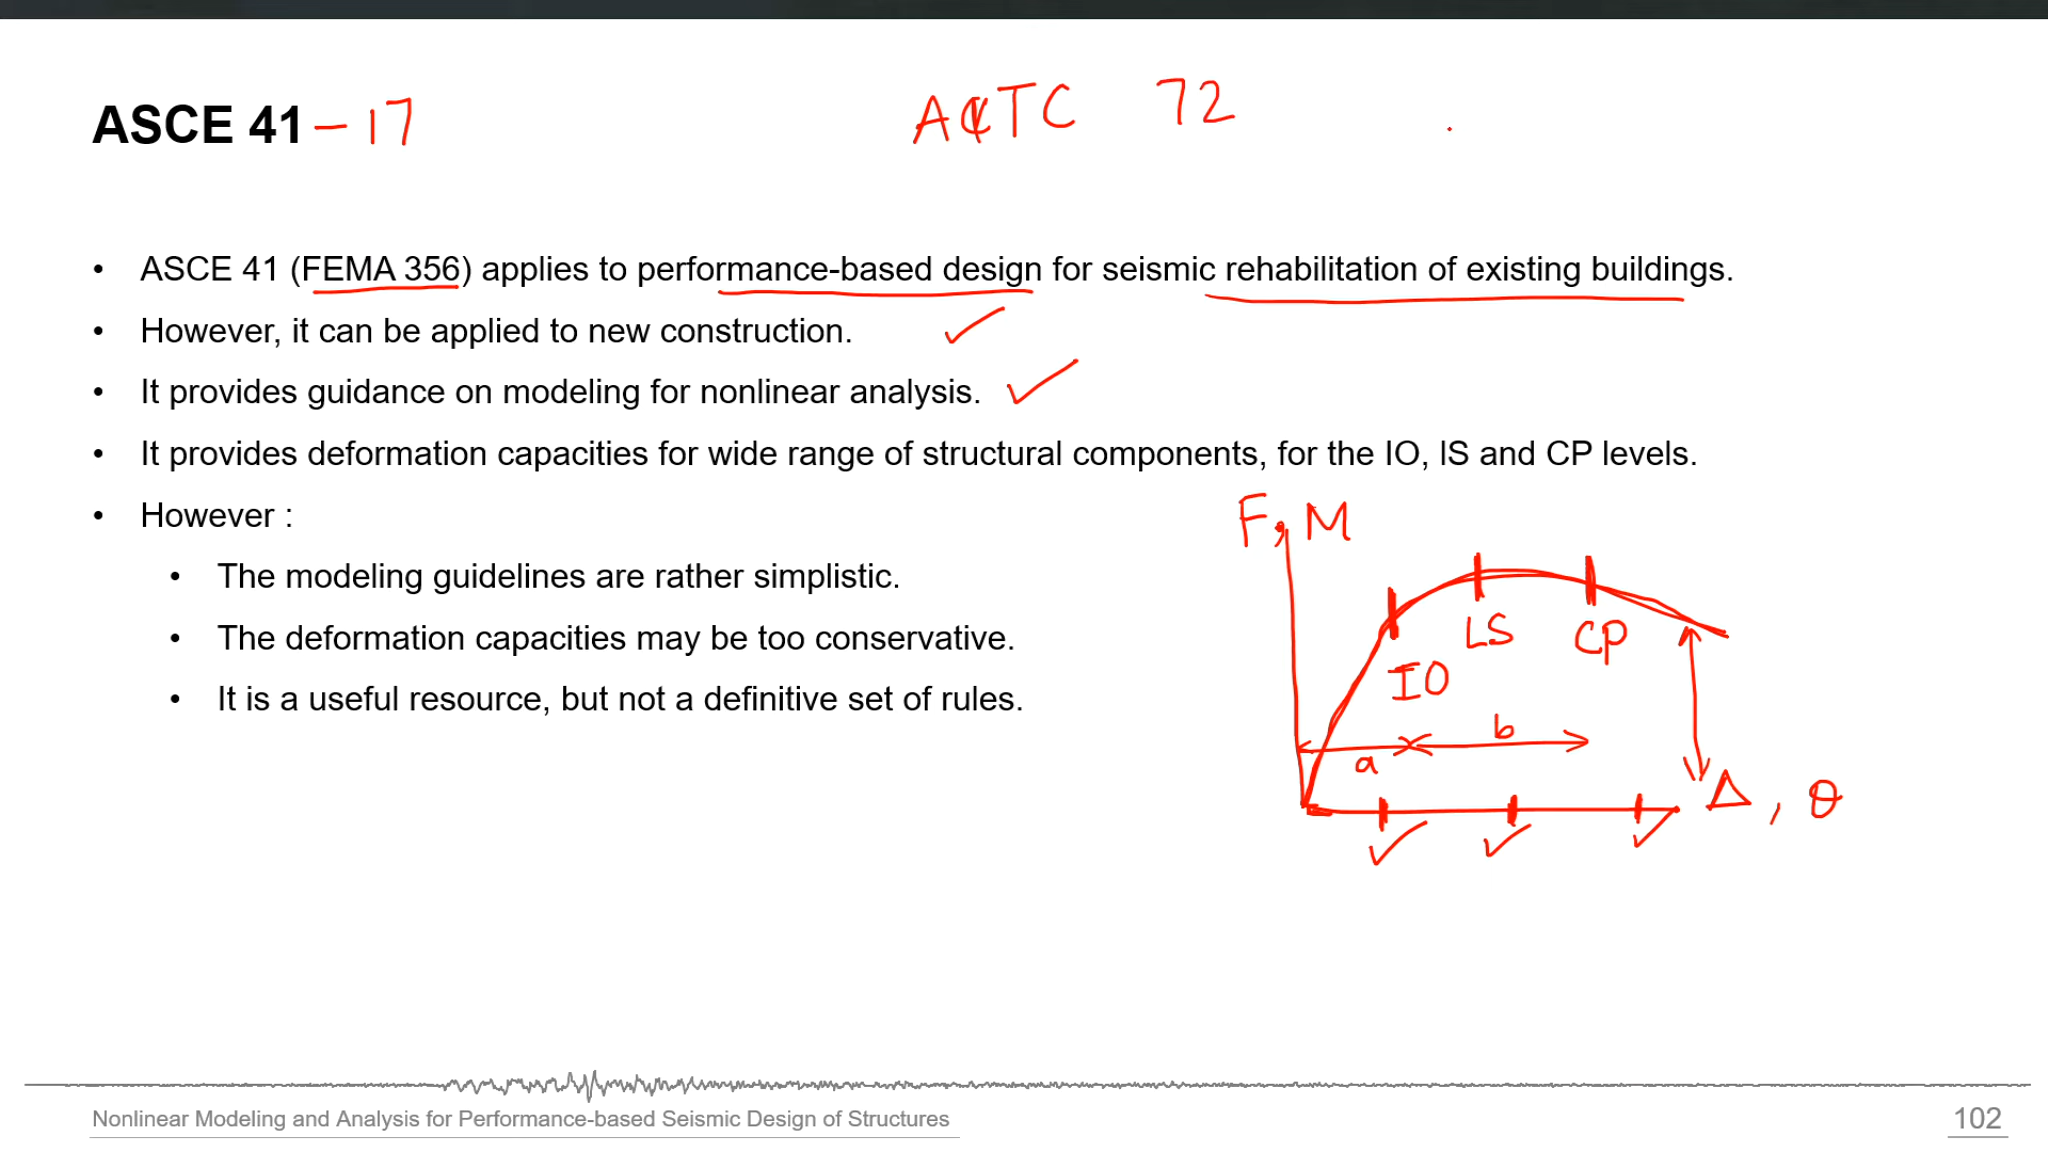 ASCE 41 - 17
ATC 72
• ASCE 41 (FEMA 356) applies to performance-based design for seismic rehabilitation of existing buildings.
• However, it can be applied to new construction.
• It provides guidance on modeling for nonlinear analysis.
• It provides deformation capacities for wide range of structural components, for the IO, lS and CP levels.
• However :
• The modeling guidelines are rather simplistic.
• The deformation capacities may be too conservative.
• It is a useful resource, but not a definitive set of rules.
F, M
LS
CP
IO
b
a
Δ, θ
Nonlinear Modeling and Analysis for Performance-based Seismic Design of Structures
102